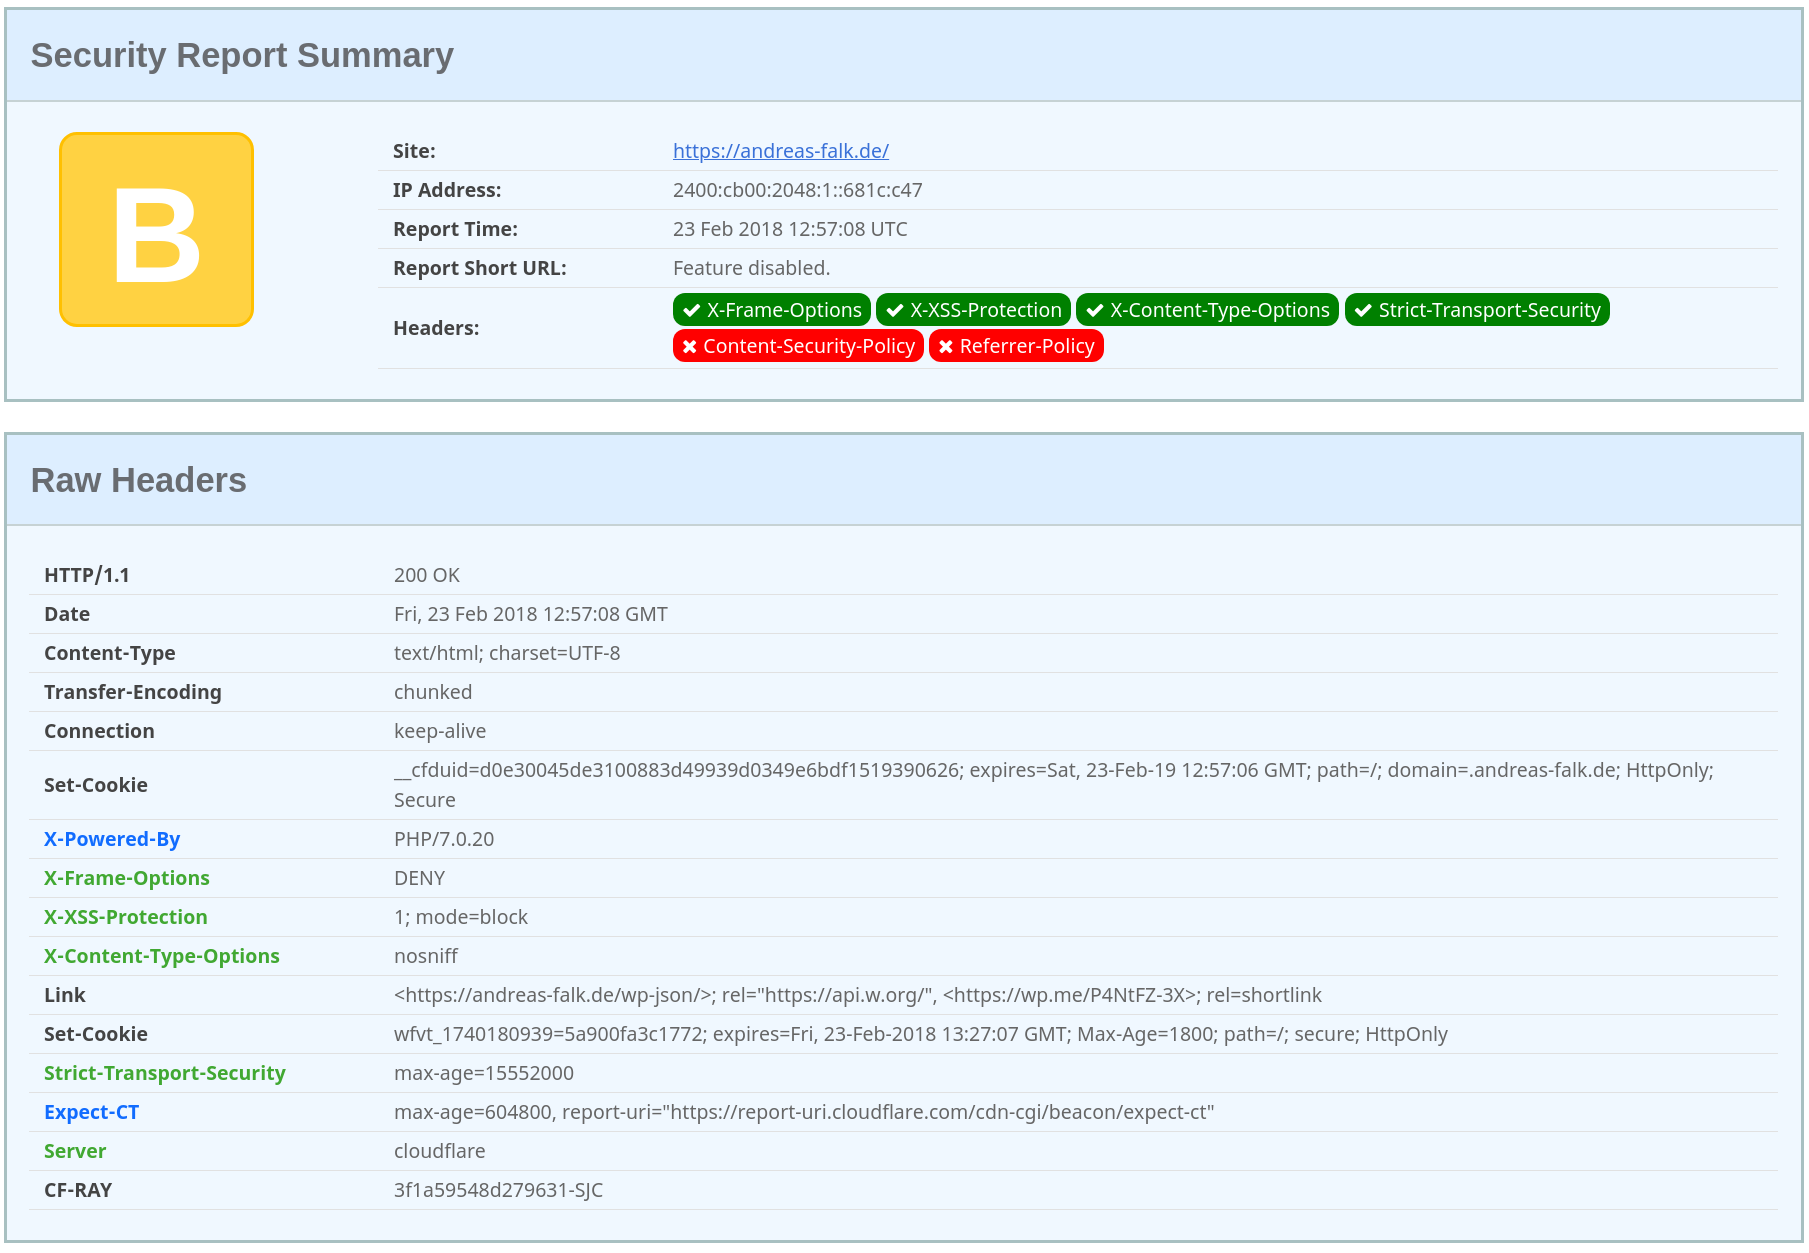 Security Report Summary
B
Site: https://andreas-falk.de/
IP Address: 2400:cb00:2048:1::681c:c47
Report Time: 23 Feb 2018 12:57:08 UTC
Report Short URL: Feature disabled.
Headers: X-Frame-Options X-XSS-Protection X-Content-Type-Options Strict-Transport-Security
Content-Security-Policy Referrer-Policy
Raw Headers
HTTP/1.1 200 OK
Date Fri, 23 Feb 2018 12:57:08 GMT
Content-Type text/html; charset=UTF-8
Transfer-Encoding chunked
Connection keep-alive
Set-Cookie __cfduid=d0e30045de3100883d49939d0349e6bdf1519390626; expires=Sat, 23-Feb-19 12:57:06 GMT; path=/; domain=.andreas-falk.de; HttpOnly;
Secure
X-Powered-By PHP/7.0.20
X-Frame-Options DENY
X-XSS-Protection 1; mode=block
X-Content-Type-Options nosniff
Link <https://andreas-falk.de/wp-json/>; rel="https://api.w.org/", <https://wp.me/P4NtFZ-3X>; rel=shortlink
Set-Cookie wfvt_1740180939=5a900fa3c1772; expires=Fri, 23-Feb-2018 13:27:07 GMT; Max-Age=1800; path=/; secure; HttpOnly
Strict-Transport-Security max-age=15552000
Expect-CT max-age=604800, report-uri="https://report-uri.cloudflare.com/cdn-cgi/beacon/expect-ct"
Server cloudflare
CF-RAY 3f1a59548d279631-SJC